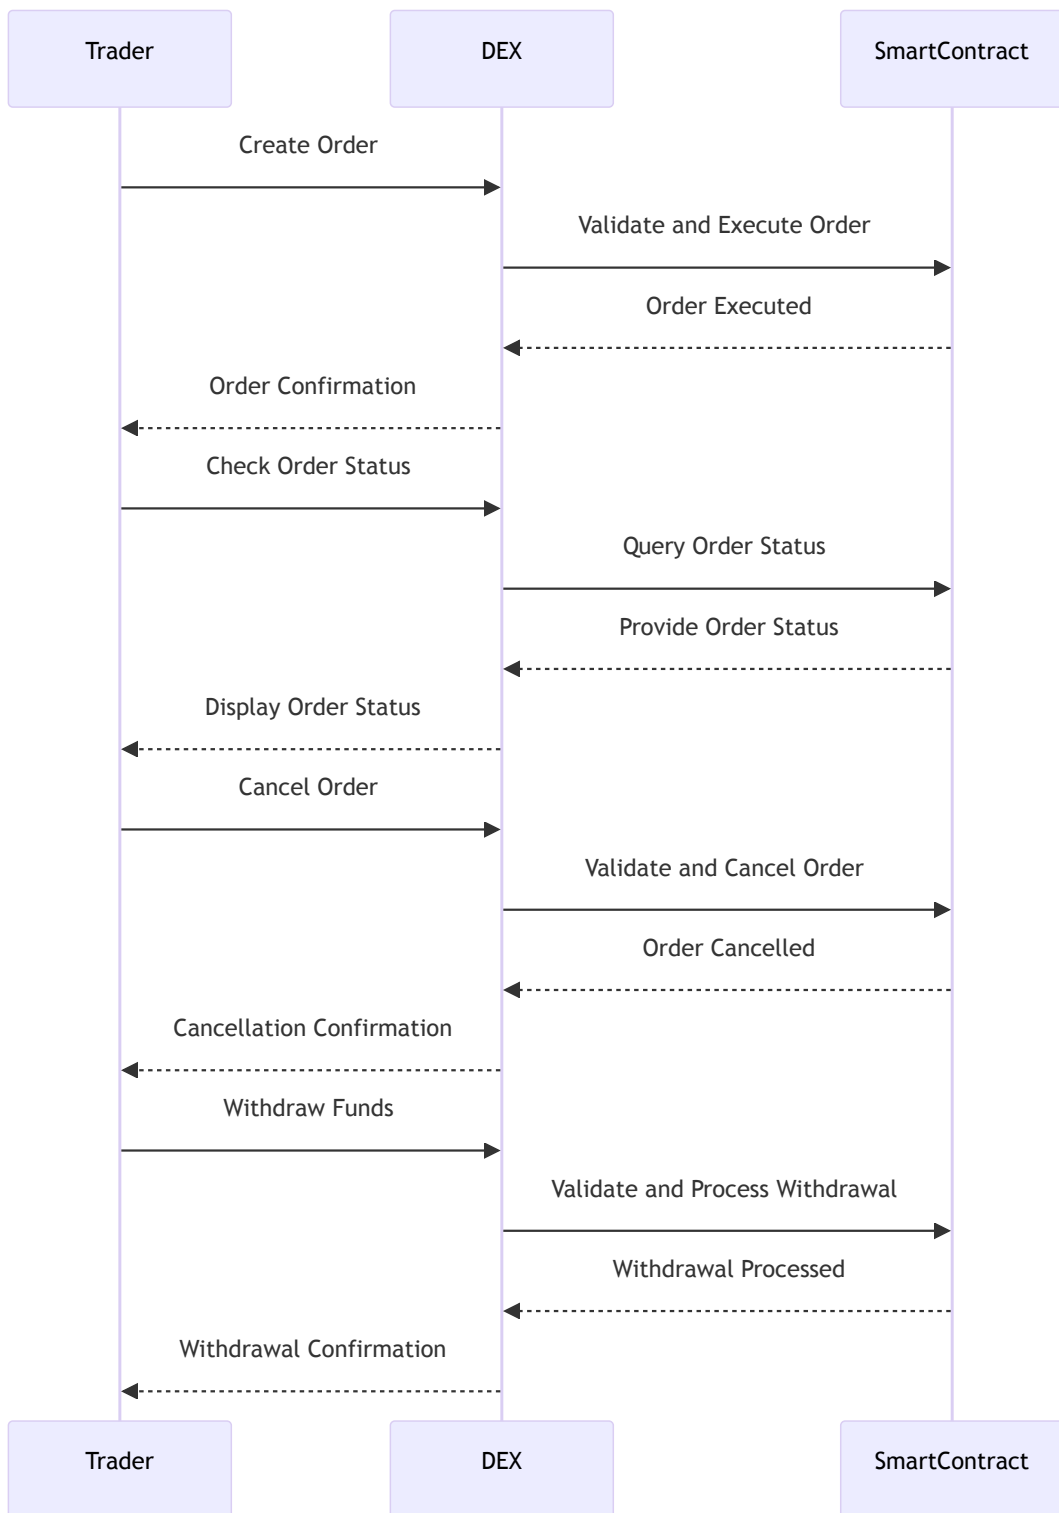 Trader
DEX
SmartContract
Create Order
Validate and Execute Order
Order Executed
Order Confirmation
Check Order Status
Query Order Status
Provide Order Status
Display Order Status
Cancel Order
Validate and Cancel Order
Order Cancelled
Cancellation Confirmation
Withdraw Funds
Validate and Process Withdrawal
Withdrawal Processed
Withdrawal Confirmation
Trader
DEX
SmartContract